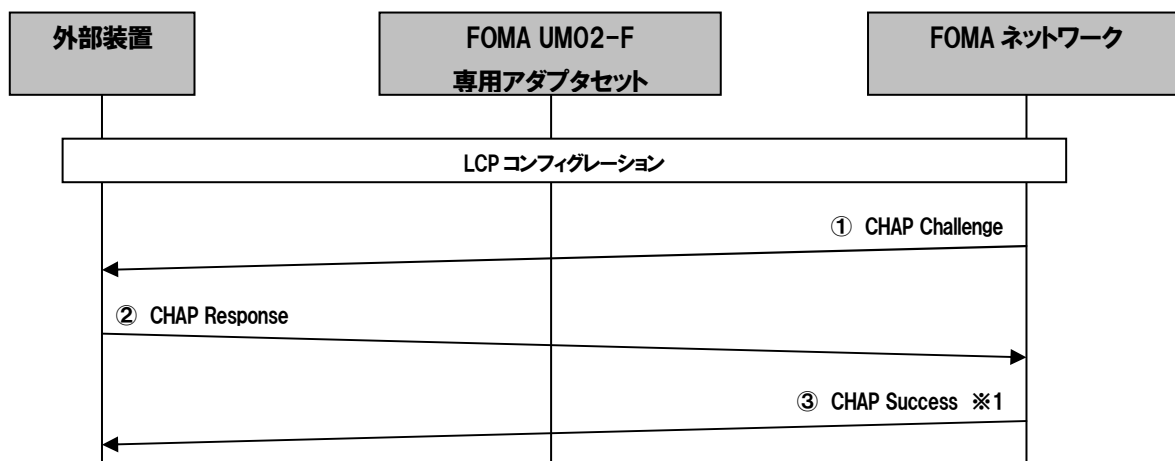 外部装置
FOMA UM02-F
専用アダプタセット
FOMA ネットワーク
LCP コンフィグレーション
① CHAP Challenge
② CHAP Response
③ CHAP Success ※1